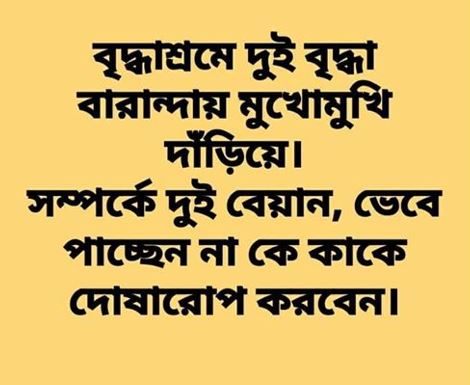 বৃদ্ধাশ্রমে দুই বৃদ্ধা
বারান্দায় মুখোমুখি
দাঁড়িয়ে।
সম্পর্কে দুই বেয়ান, ভেবে
পাচ্ছেন না কে কাকে
দোষারোপ করবেন।